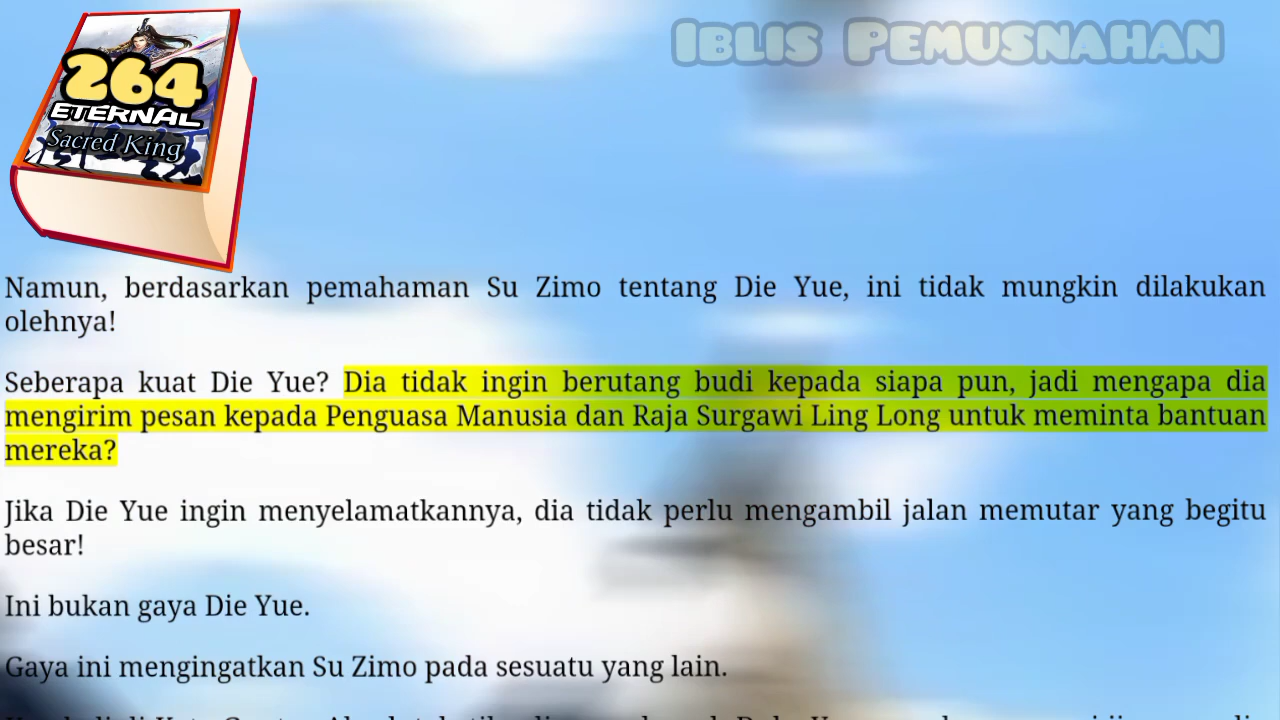 Iblis Pemusnahan
264
ETERNAL
Sacred King
Namun, berdasarkan pemahaman Su Zimo tentang Die Yue, ini tidak mungkin dilakukan
olehnya!
Seberapa kuat Die Yue? Dia tidak ingin berutang budi kepada siapa pun, jadi mengapa dia
mengirim pesan kepada Penguasa Manusia dan Raja Surgawi Ling Long untuk meminta bantuan
mereka?
Jika Die Yue ingin menyelamatkannya, dia tidak perlu mengambil jalan memutar yang begitu
besar!
Ini bukan gaya Die Yue.
Gaya ini mengingatkan Su Zimo pada sesuatu yang lain.